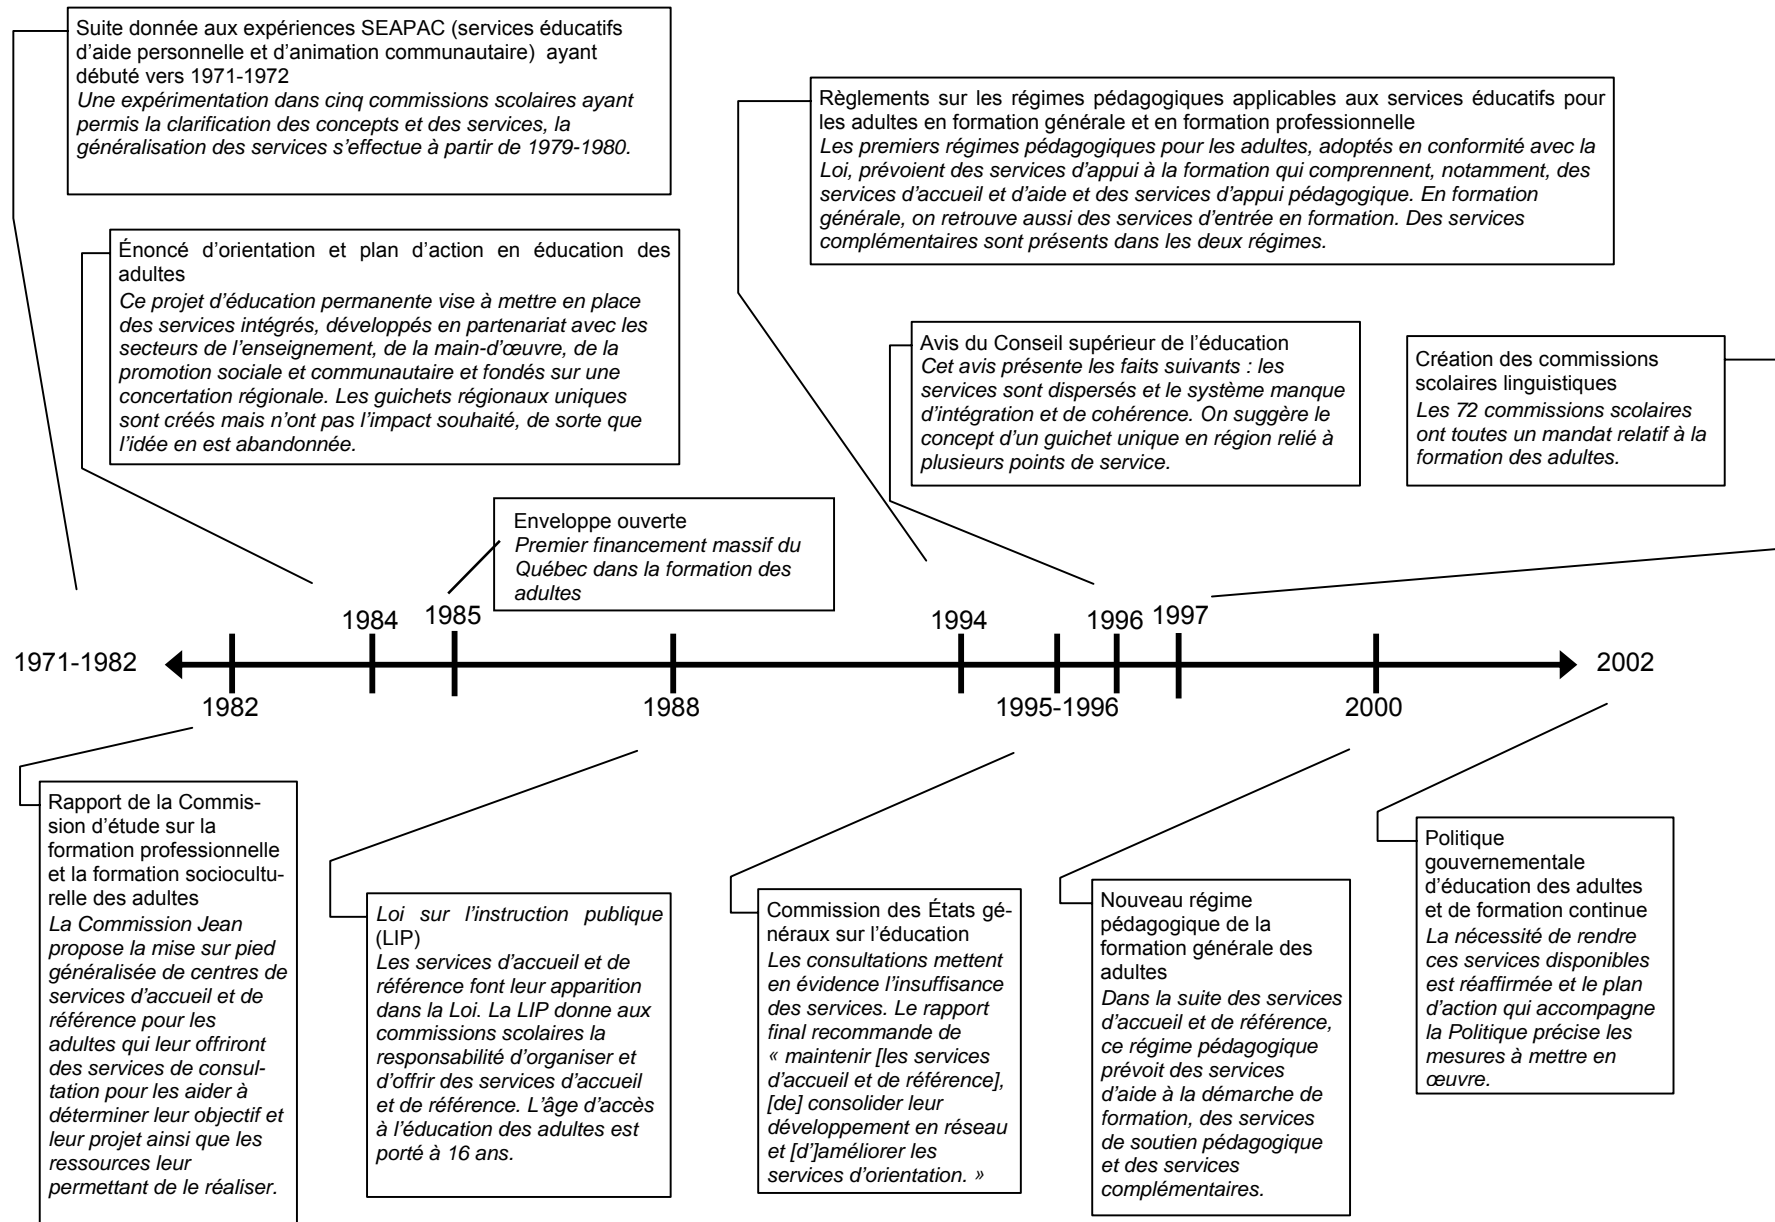 Suite donnée aux expériences SEAPAC (services éducatifs
d’aide personnelle et d’animation communautaire) ayant
débuté vers 1971-1972
Une expérimentation dans cinq commissions scolaires ayant
permis la clarification des concepts et des services, la
généralisation des services s’effectue à partir de 1979-1980.
Règlements sur les régimes pédagogiques applicables aux services éducatifs pour
les adultes en formation générale et en formation professionnelle
Les premiers régimes pédagogiques pour les adultes, adoptés en conformité avec la
Loi, prévoient des services d’appui à la formation qui comprennent, notamment, des
services d’accueil et d’aide et des services d’appui pédagogique. En formation
générale, on retrouve aussi des services d’entrée en formation. Des services
complémentaires sont présents dans les deux régimes.
Énoncé d’orientation et plan d’action en éducation des
adultes
Ce projet d’éducation permanente vise à mettre en place
des services intégrés, développés en partenariat avec les
secteurs de l’enseignement, de la main-d’œuvre, de la
promotion sociale et communautaire et fondés sur une
concertation régionale. Les guichets régionaux uniques
sont créés mais n’ont pas l’impact souhaité, de sorte que
l’idée en est abandonnée.
Avis du Conseil supérieur de l’éducation
Cet avis présente les faits suivants : les
services sont dispersés et le système manque
d’intégration et de cohérence. On suggère le
concept d’un guichet unique en région relié à
plusieurs points de service.
Création des commissions
scolaires linguistiques
Les 72 commissions scolaires
ont toutes un mandat relatif à la
formation des adultes.
Enveloppe ouverte
Premier financement massif du
Québec dans la formation des
adultes
1984
1985
1994
1996
1997
1971-1982
2002
1982
1988
1995-1996
2000
Rapport de la Commis-
sion d’étude sur la
formation professionnelle
et la formation sociocultu-
relle des adultes
La Commission Jean
propose la mise sur pied
généralisée de centres de
services d’accueil et de
référence pour les
adultes qui leur offriront
des services de consul-
tation pour les aider à
déterminer leur objectif et
leur projet ainsi que les
ressources leur
permettant de le réaliser.
Loi sur l’instruction publique
(LIP)
Les services d’accueil et de
référence font leur apparition
dans la Loi. La LIP donne aux
commissions scolaires la
responsabilité d’organiser et
d’offrir des services d’accueil
et de référence. L’âge d’accès
à l’éducation des adultes est
porté à 16 ans.
Commission des États gé-
néraux sur l’éducation
Les consultations mettent
en évidence l’insuffisance
des services. Le rapport
final recommande de
« maintenir [les services
d’accueil et de référence],
[de] consolider leur
développement en réseau
et [d’]améliorer les
services d’orientation. »
Nouveau régime
pédagogique de la
formation générale des
adultes
Dans la suite des services
d’accueil et de référence,
ce régime pédagogique
prévoit des services
d’aide à la démarche de
formation, des services
de soutien pédagogique
et des services
complémentaires.
Politique
gouvernementale
d’éducation des adultes
et de formation continue
La nécessité de rendre
ces services disponibles
est réaffirmée et le plan
d’action qui accompagne
la Politique précise les
mesures à mettre en
œuvre.